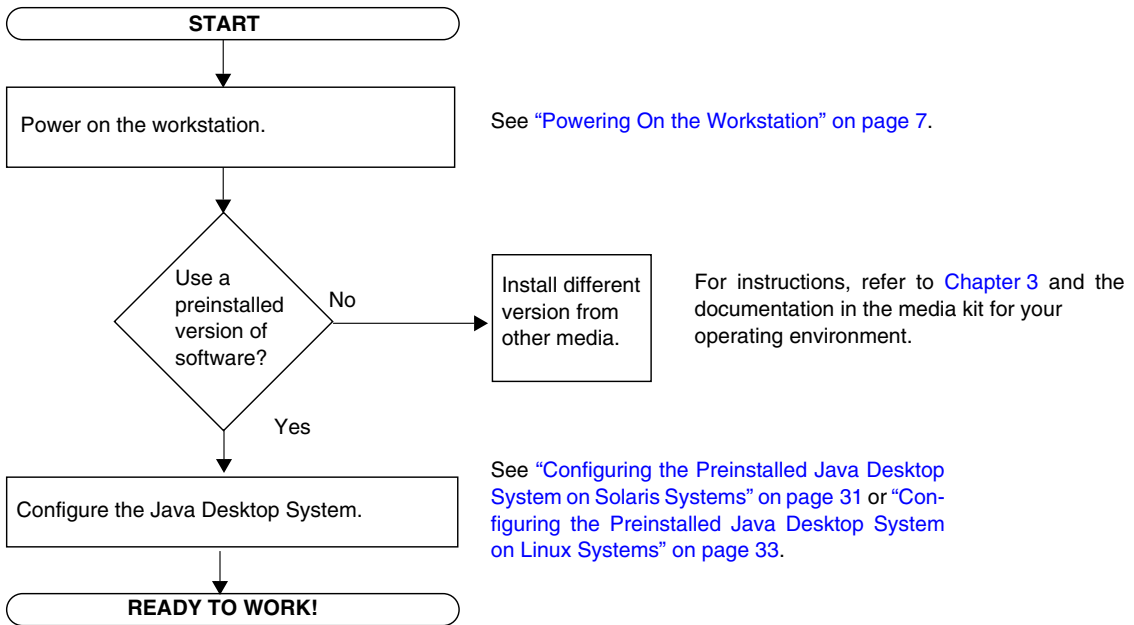 START
Power on the workstation.
See “Powering On the Workstation” on page 7.
Use a
preinstalled
version of
software?
No
Install different
version from
other media.
For instructions, refer to Chapter 3 and the
documentation in the media kit for your
operating environment.
Yes
Configure the Java Desktop System.
See “Configuring the Preinstalled Java Desktop
System on Solaris Systems” on page 31 or “Con-
figuring the Preinstalled Java Desktop System
on Linux Systems” on page 33.
READY TO WORK!